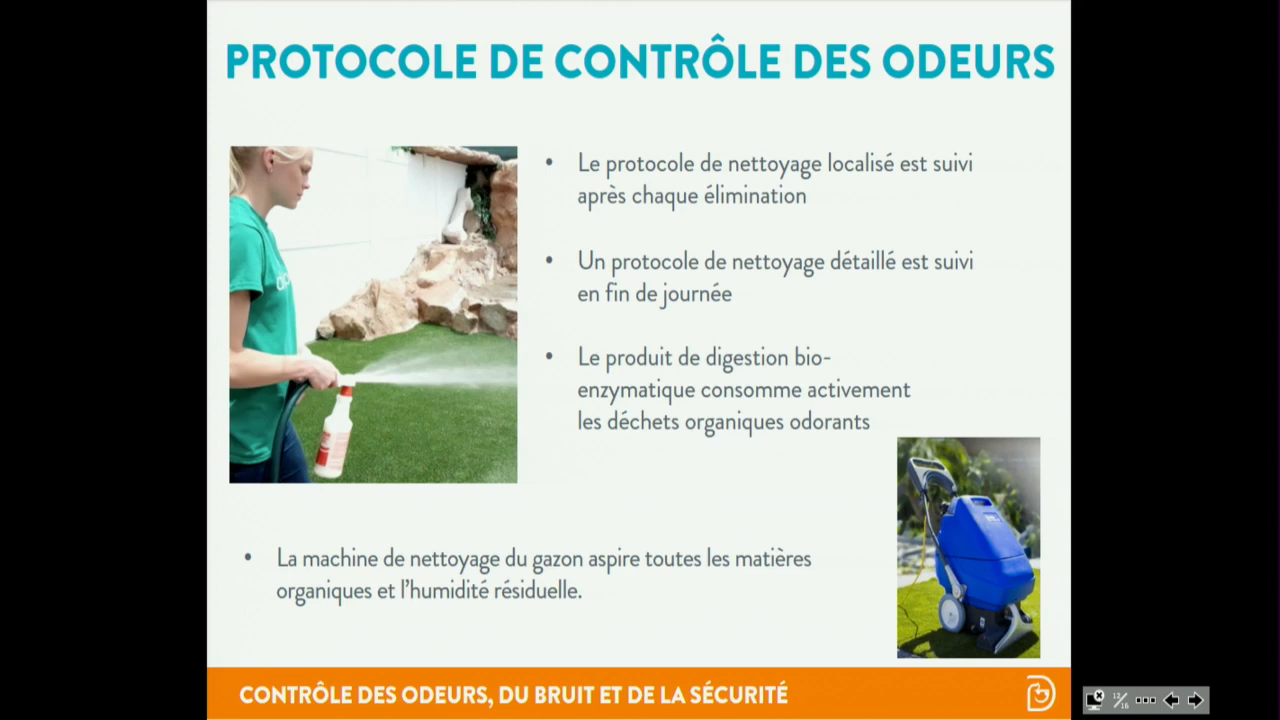 PROTOCOLE DE CONTRÔLE DES ODEURS
• Le protocole de nettoyage localisé est suivi
après chaque élimination
• Un protocole de nettoyage détaillé est suivi
en fin de journée
• Le produit de digestion bio-
enzymatique consomme activement
les déchets organiques odorants
• La machine de nettoyage du gazon aspire toutes les matières
organiques et l'humidité résiduelle.
CONTRÔLE DES ODEURS, DU BRUIT ET DE LA SÉCURITÉ
12/16